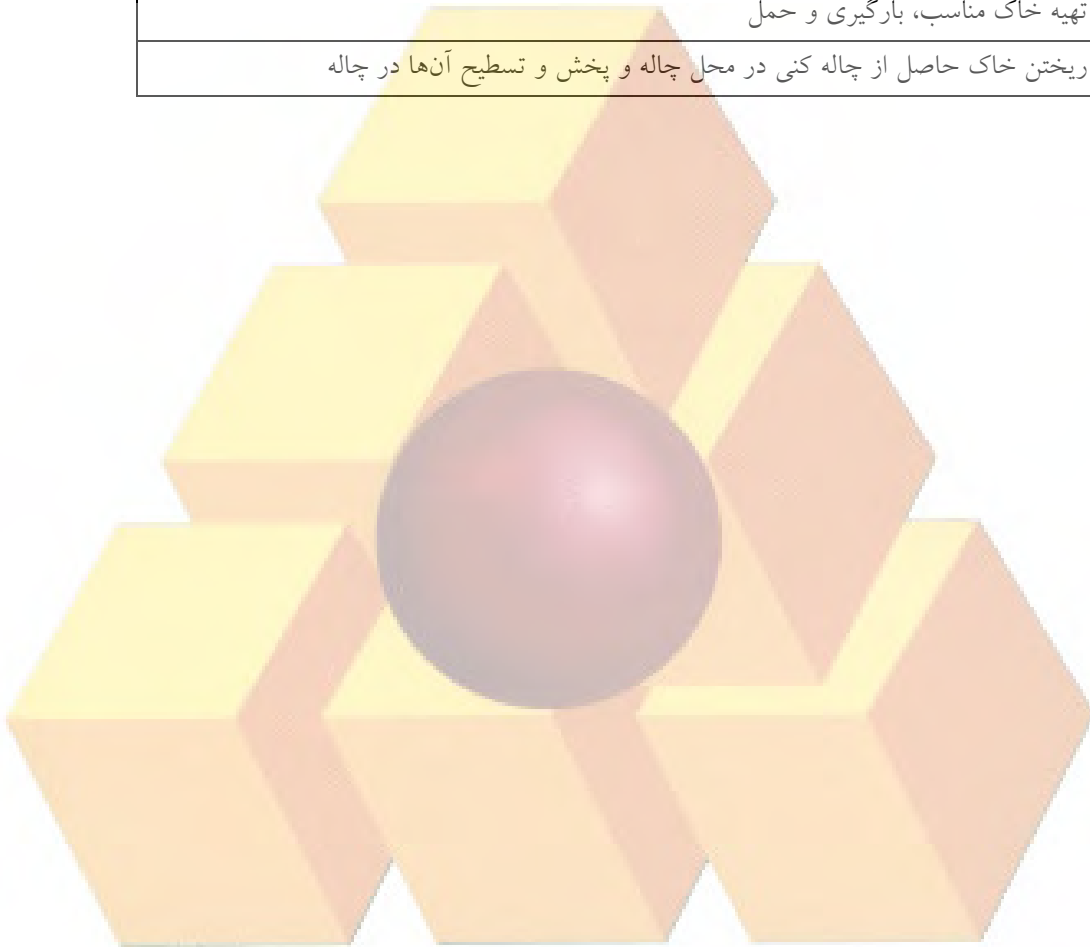 تهیه خاک مناسب، بارگیری و حمل
ریختن خاک حاصل از چاله کنی در محل چاله و پخش و تسطیح آن‌ها در چاله